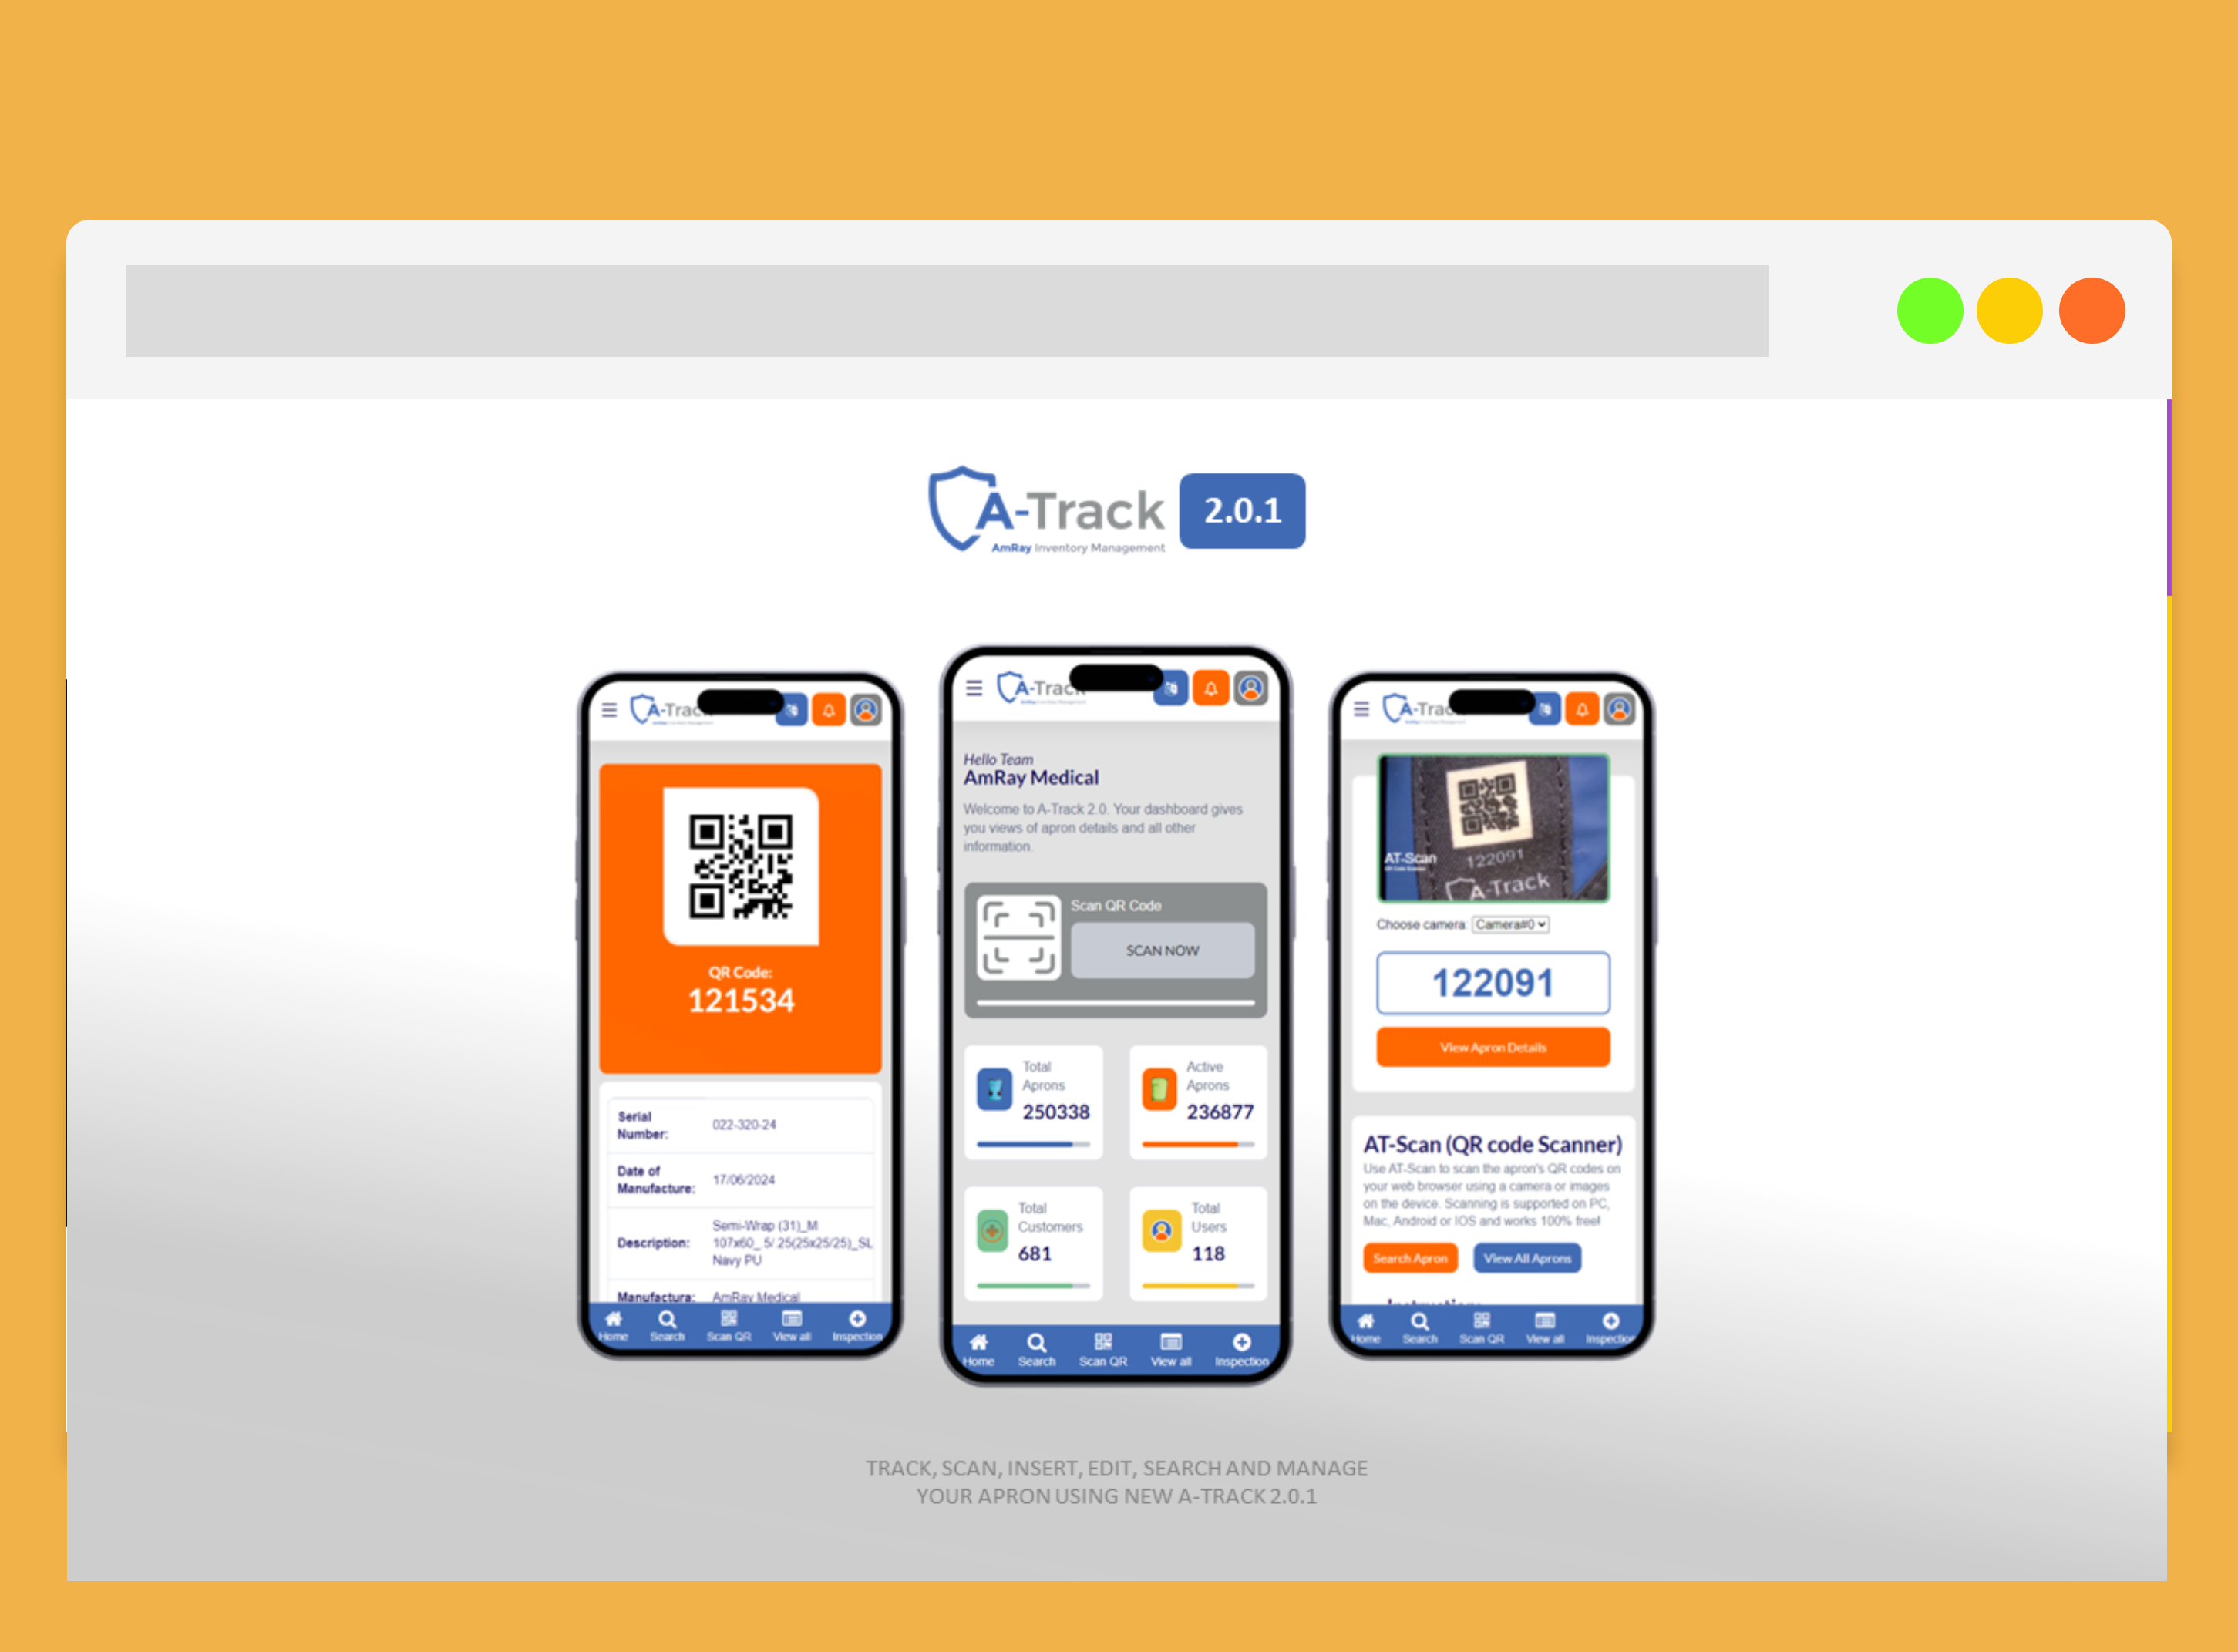 A-Track
2.0.1
AmRay Inventory Management
A-Trac
QR Code:
121534
Serial
Number:
022-320-24
Date of
Manufacture:
17/06/2024
Description:
Semi-Wrap (31)_M
107x60_.5/.25(25x25/25)_SL
Navy PU
Manufactura:
AmRay Medical
Home
Search
Scan QR
View all
Inspection
A-Trac
Hello Team
AmRay Medical
Welcome to A-Track 2.0. Your dashboard gives
you views of apron details and all other
information.
Scan QR Code
SCAN NOW
Total
Aprons
250338
Active
Aprons
236877
Total
Customers
681
Total
Users
118
Home
Search
Scan QR
View all
Inspection
A-Trac
AT-Scan
QR Code Scanner
122091
A-Track
Choose camera: Camera#0
122091
View Apron Details
AT-Scan (QR code Scanner)
Use AT-Scan to scan the apron's QR codes on
your web browser using a camera or images
on the device. Scanning is supported on PC,
Mac, Android or IOS and works 100% free!
Search Apron
View All Aprons
Home
Search
Scan QR
View all
Inspection
TRACK, SCAN, INSERT, EDIT, SEARCH AND MANAGE
YOUR APRON USING NEW A-TRACK 2.0.1